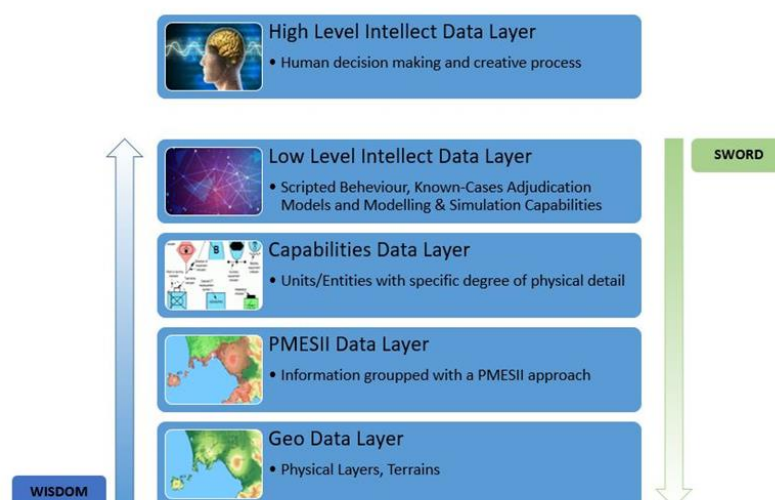 High Level Intellect Data Layer
• Human decision making and creative process
SWORD
Low Level Intellect Data Layer
• Scripted Beheviour, Known-Cases Adjudication
Models and Modelling & Simulation Capabilities
B
Capabilities Data Layer
• Units/Entities with specific degree of physical detail
PMESII Data Layer
• Information groupped with a PMESII approach
Geo Data Layer
• Physical Layers, Terrains
WISDOM